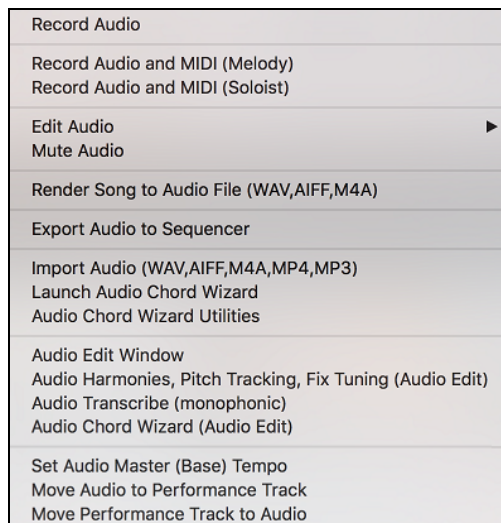 Record Audio
Record Audio and MIDI (Melody)
Record Audio and MIDI (Soloist)
Edit Audio
Mute Audio
Render Song to Audio File (WAV,AIFF,M4A)
Export Audio to Sequencer
Import Audio (WAV,AIFF,M4A,MP4,MP3)
Launch Audio Chord Wizard
Audio Chord Wizard Utilities
Audio Edit Window
Audio Harmonies, Pitch Tracking, Fix Tuning (Audio Edit)
Audio Transcribe (monophonic)
Audio Chord Wizard (Audio Edit)
Set Audio Master (Base) Tempo
Move Audio to Performance Track
Move Performance Track to Audio